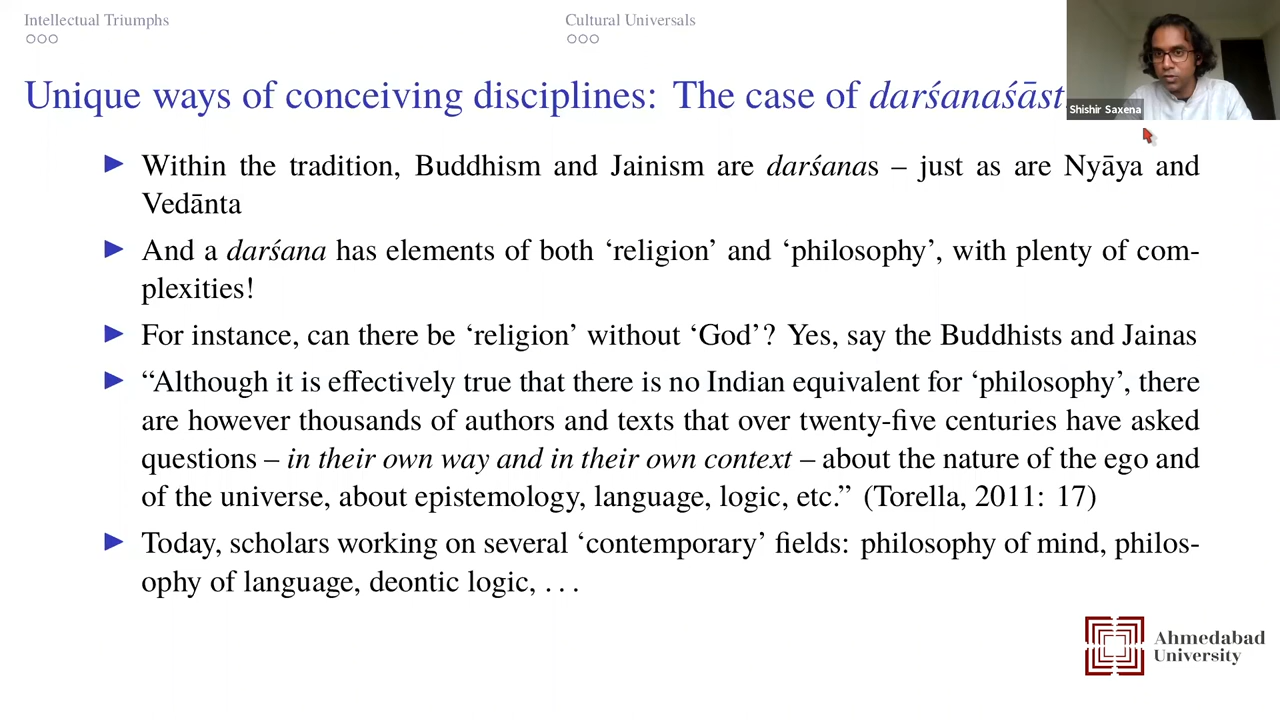 Intellectual Triumphs
Cultural Universals
Unique ways of conceiving disciplines: The case of darśanaśāst
Shishir Saxena
Within the tradition, Buddhism and Jainism are darśanas – just as are Nyāya and
Vedānta
And a darśana has elements of both ‘religion’ and ‘philosophy’, with plenty of com-
plexities!
For instance, can there be ‘religion’ without ‘God’? Yes, say the Buddhists and Jainas
“Although it is effectively true that there is no Indian equivalent for ‘philosophy’, there
are however thousands of authors and texts that over twenty-five centuries have asked
questions – in their own way and in their own context – about the nature of the ego and
of the universe, about epistemology, language, logic, etc.” (Torella, 2011: 17)
Today, scholars working on several ‘contemporary’ fields: philosophy of mind, philos-
ophy of language, deontic logic, . . .
Ahmedabad
University